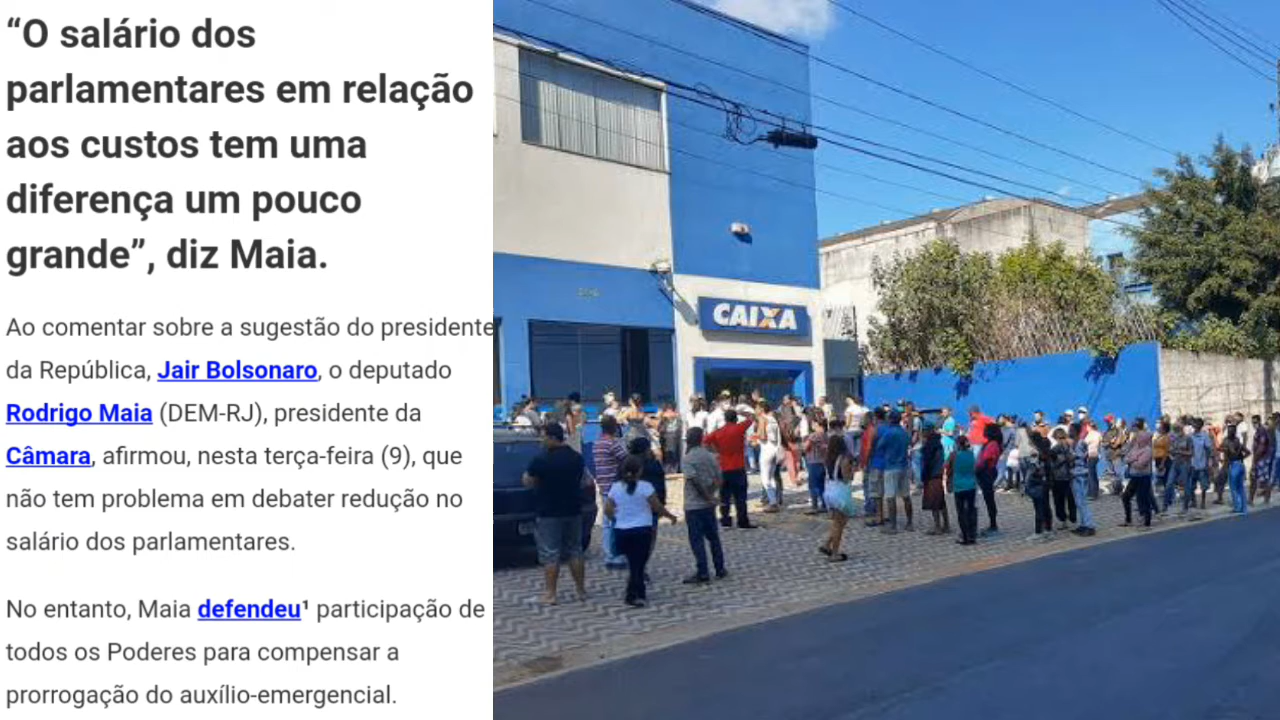 “O salário dos
parlamentares em relação
aos custos tem uma
diferença um pouco
grande”, diz Maia.
Ao comentar sobre a sugestão do presidente
da República, Jair Bolsonaro, o deputado
Rodrigo Maia (DEM-RJ), presidente da
Câmara, afirmou, nesta terça-feira (9), que
não tem problema em debater redução no
salário dos parlamentares.
No entanto, Maia defendeu¹ participação de
todos os Poderes para compensar a
prorrogação do auxílio-emergencial.
CAIXA